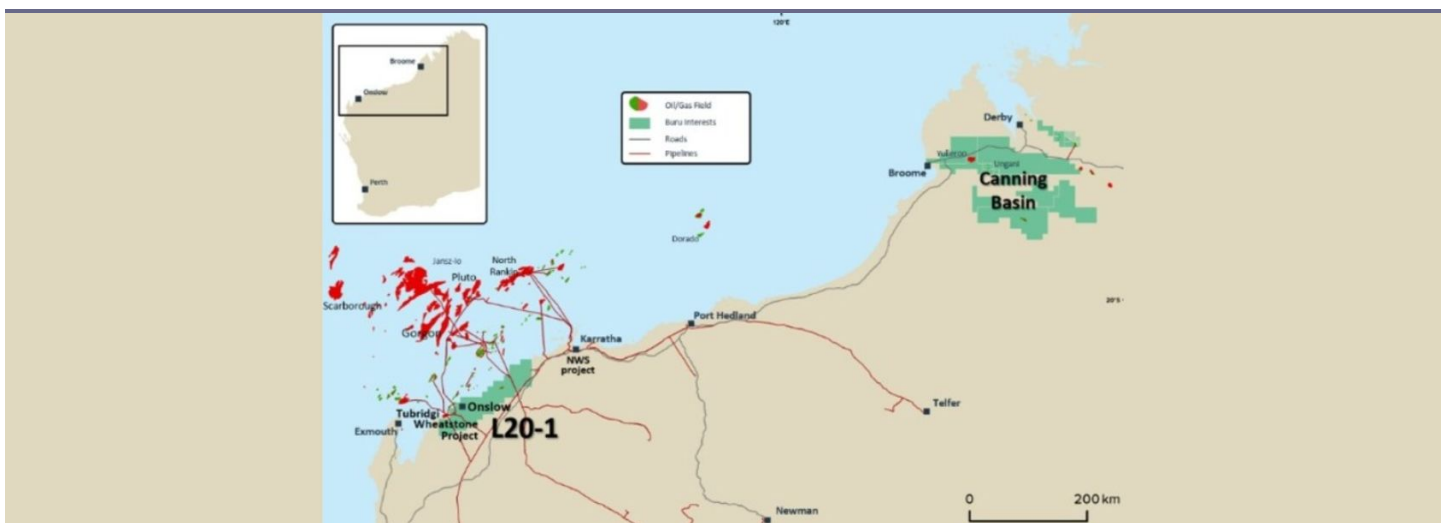 120'E
Broome
Onslow
Perth
Oil/Gas Field
Buru Interests
Roads
Pipelines
Derby
Yulleroo
Ungani
Broome
Canning
Basin
Dorado
Jansz-Io
North
Rankin
Pluto
Scarborough
Gorgon
20'S
Port Hedland
Karratha
NWS
project
Telfer
Onslow
Tubridgi
Wheatstone
Project
L20-1
Exmouth
Newman
0
200 km